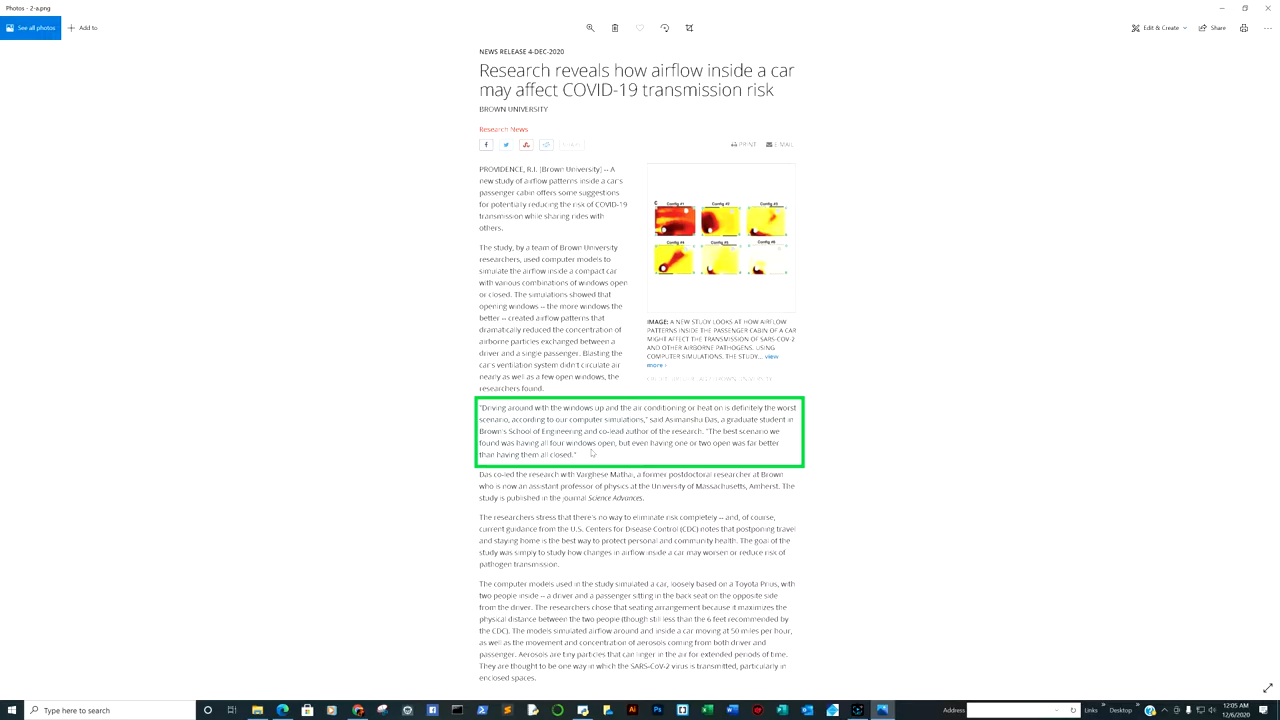 Photos - 2-a.png
See all photos
Add to
Edit & Create
Share
NEWS RELEASE 4-DEC-2020
Research reveals how airflow inside a car
may affect COVID-19 transmission risk
BROWN UNIVERSITY
Research News
SHARE
PRINT
E-MAIL
PROVIDENCE, R.I. [Brown University] -- A
new study of airflow patterns inside a car's
passenger cabin offers some suggestions
for potentially reducing the risk of COVID-19
transmission while sharing rides with
others.
The study, by a team of Brown University
researchers, used computer models to
simulate the airflow inside a compact car
with various combinations of windows open
or closed. The simulations showed that
opening windows -- the more windows the
better -- created airflow patterns that
dramatically reduced the concentration of
airborne particles exchanged between a
driver and a single passenger. Blasting the
car's ventilation system didn't circulate air
nearly as well as a few open windows, the
researchers found.
C
Config #1
Config #2
Config #3
Config #4
Config #5
Config #6
IMAGE: A NEW STUDY LOOKS AT HOW AIRFLOW
PATTERNS INSIDE THE PASSENGER CABIN OF A CAR
MIGHT AFFECT THE TRANSMISSION OF SARS-COV-2
AND OTHER AIRBORNE PATHOGENS. USING
COMPUTER SIMULATIONS, THE STUDY... view
more ›
"Driving around with the windows up and the air conditioning or heat on is definitely the worst
scenario, according to our computer simulations," said Asimanshu Das, a graduate student in
Brown's School of Engineering and co-lead author of the research. "The best scenario we
found was having all four windows open, but even having one or two open was far better
than having them all closed."
Das co-led the research with Varghese Mathai, a former postdoctoral researcher at Brown
who is now an assistant professor of physics at the University of Massachusetts, Amherst. The
study is published in the journal Science Advances.
The researchers stress that there's no way to eliminate risk completely -- and, of course,
current guidance from the U.S. Centers for Disease Control (CDC) notes that postponing travel
and staying home is the best way to protect personal and community health. The goal of the
study was simply to study how changes in airflow inside a car may worsen or reduce risk of
pathogen transmission.
The computer models used in the study simulated a car, loosely based on a Toyota Prius, with
two people inside -- a driver and a passenger sitting in the back seat on the opposite side
from the driver. The researchers chose that seating arrangement because it maximizes the
physical distance between the two people (though still less than the 6 feet recommended by
the CDC). The models simulated airflow around and inside a car moving at 50 miles per hour,
as well as the movement and concentration of aerosols coming from both driver and
passenger. Aerosols are tiny particles that can linger in the air for extended periods of time.
They are thought to be one way in which the SARS-CoV-2 virus is transmitted, particularly in
enclosed spaces.
Type here to search
Address
Links
Desktop
12:05 AM
12/6/2020